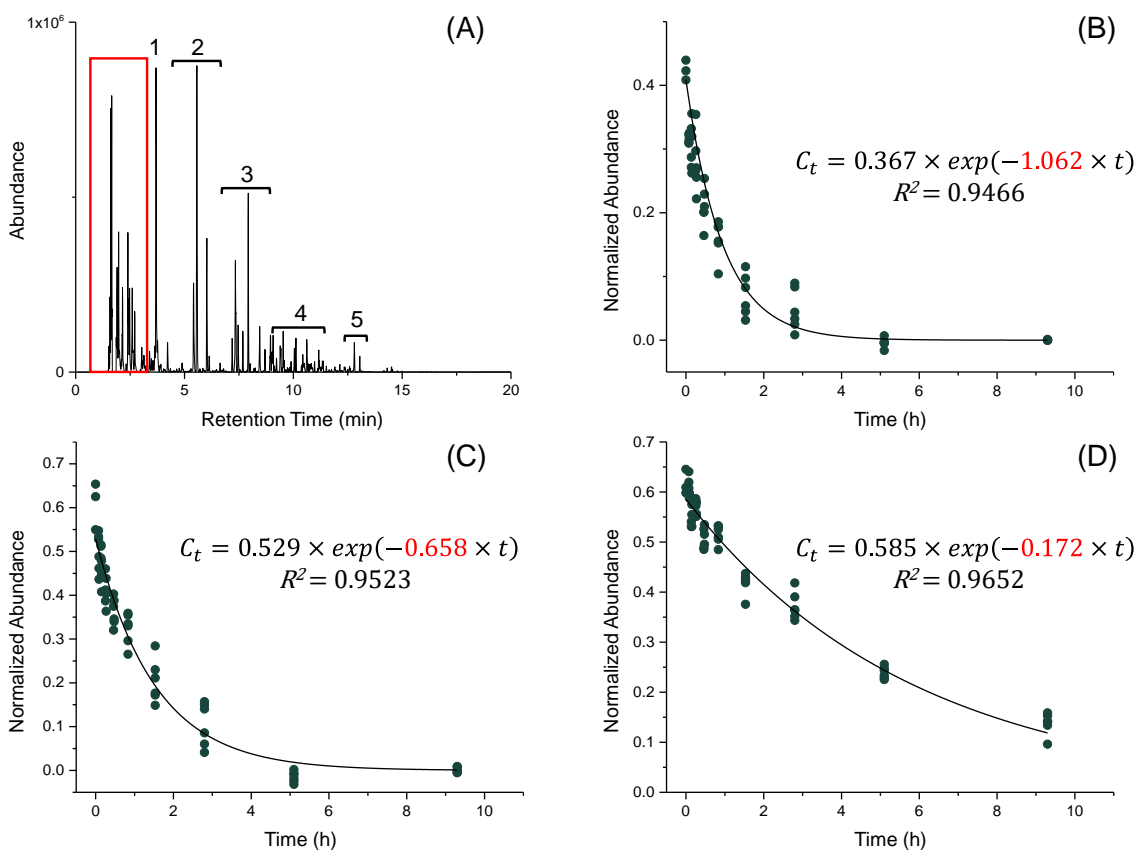 (A)
1x10⁶
1
2
3
4
5
0
Abundance
0 5 10 15 20
Retention Time (min)
(B)
0.4
0.2
0.0
Normalized Abundance
C_t = 0.367 × exp(−1.062 × t)
R² = 0.9466
0 2 4 6 8 10
Time (h)
(C)
0.7
0.6
0.5
0.4
0.3
0.2
0.1
0.0
Normalized Abundance
C_t = 0.529 × exp(−0.658 × t)
R² = 0.9523
0 2 4 6 8 10
Time (h)
(D)
0.7
0.6
0.5
0.4
0.3
0.2
0.1
0.0
Normalized Abundance
C_t = 0.585 × exp(−0.172 × t)
R² = 0.9652
0 2 4 6 8 10
Time (h)